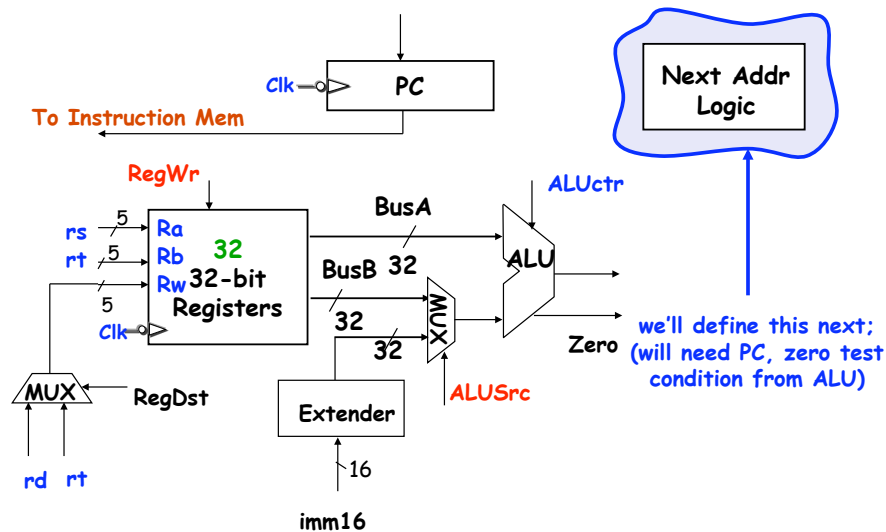 Clk
PC
Next Addr
Logic
To Instruction Mem
RegWr
ALUctr
rs
5
Ra
rt
5
Rb
Rw
5
32
32-bit
Registers
Clk
BusA
32
BusB
32
32
MUX
ALU
Zero
we'll define this next;
(will need PC, zero test
condition from ALU)
MUX
RegDst
rd
rt
Extender
ALUSrc
16
imm16